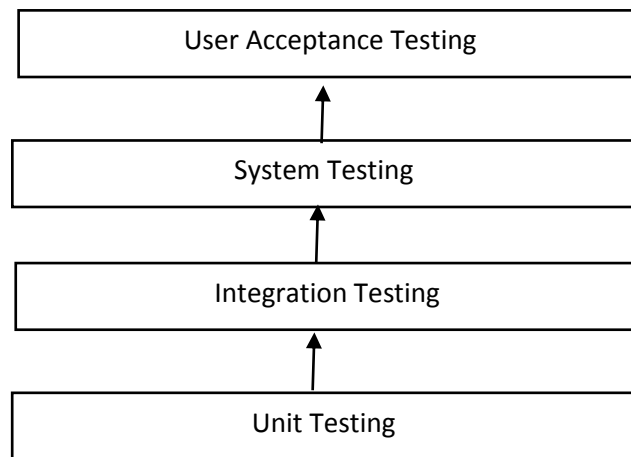 User Acceptance Testing
System Testing
Integration Testing
Unit Testing